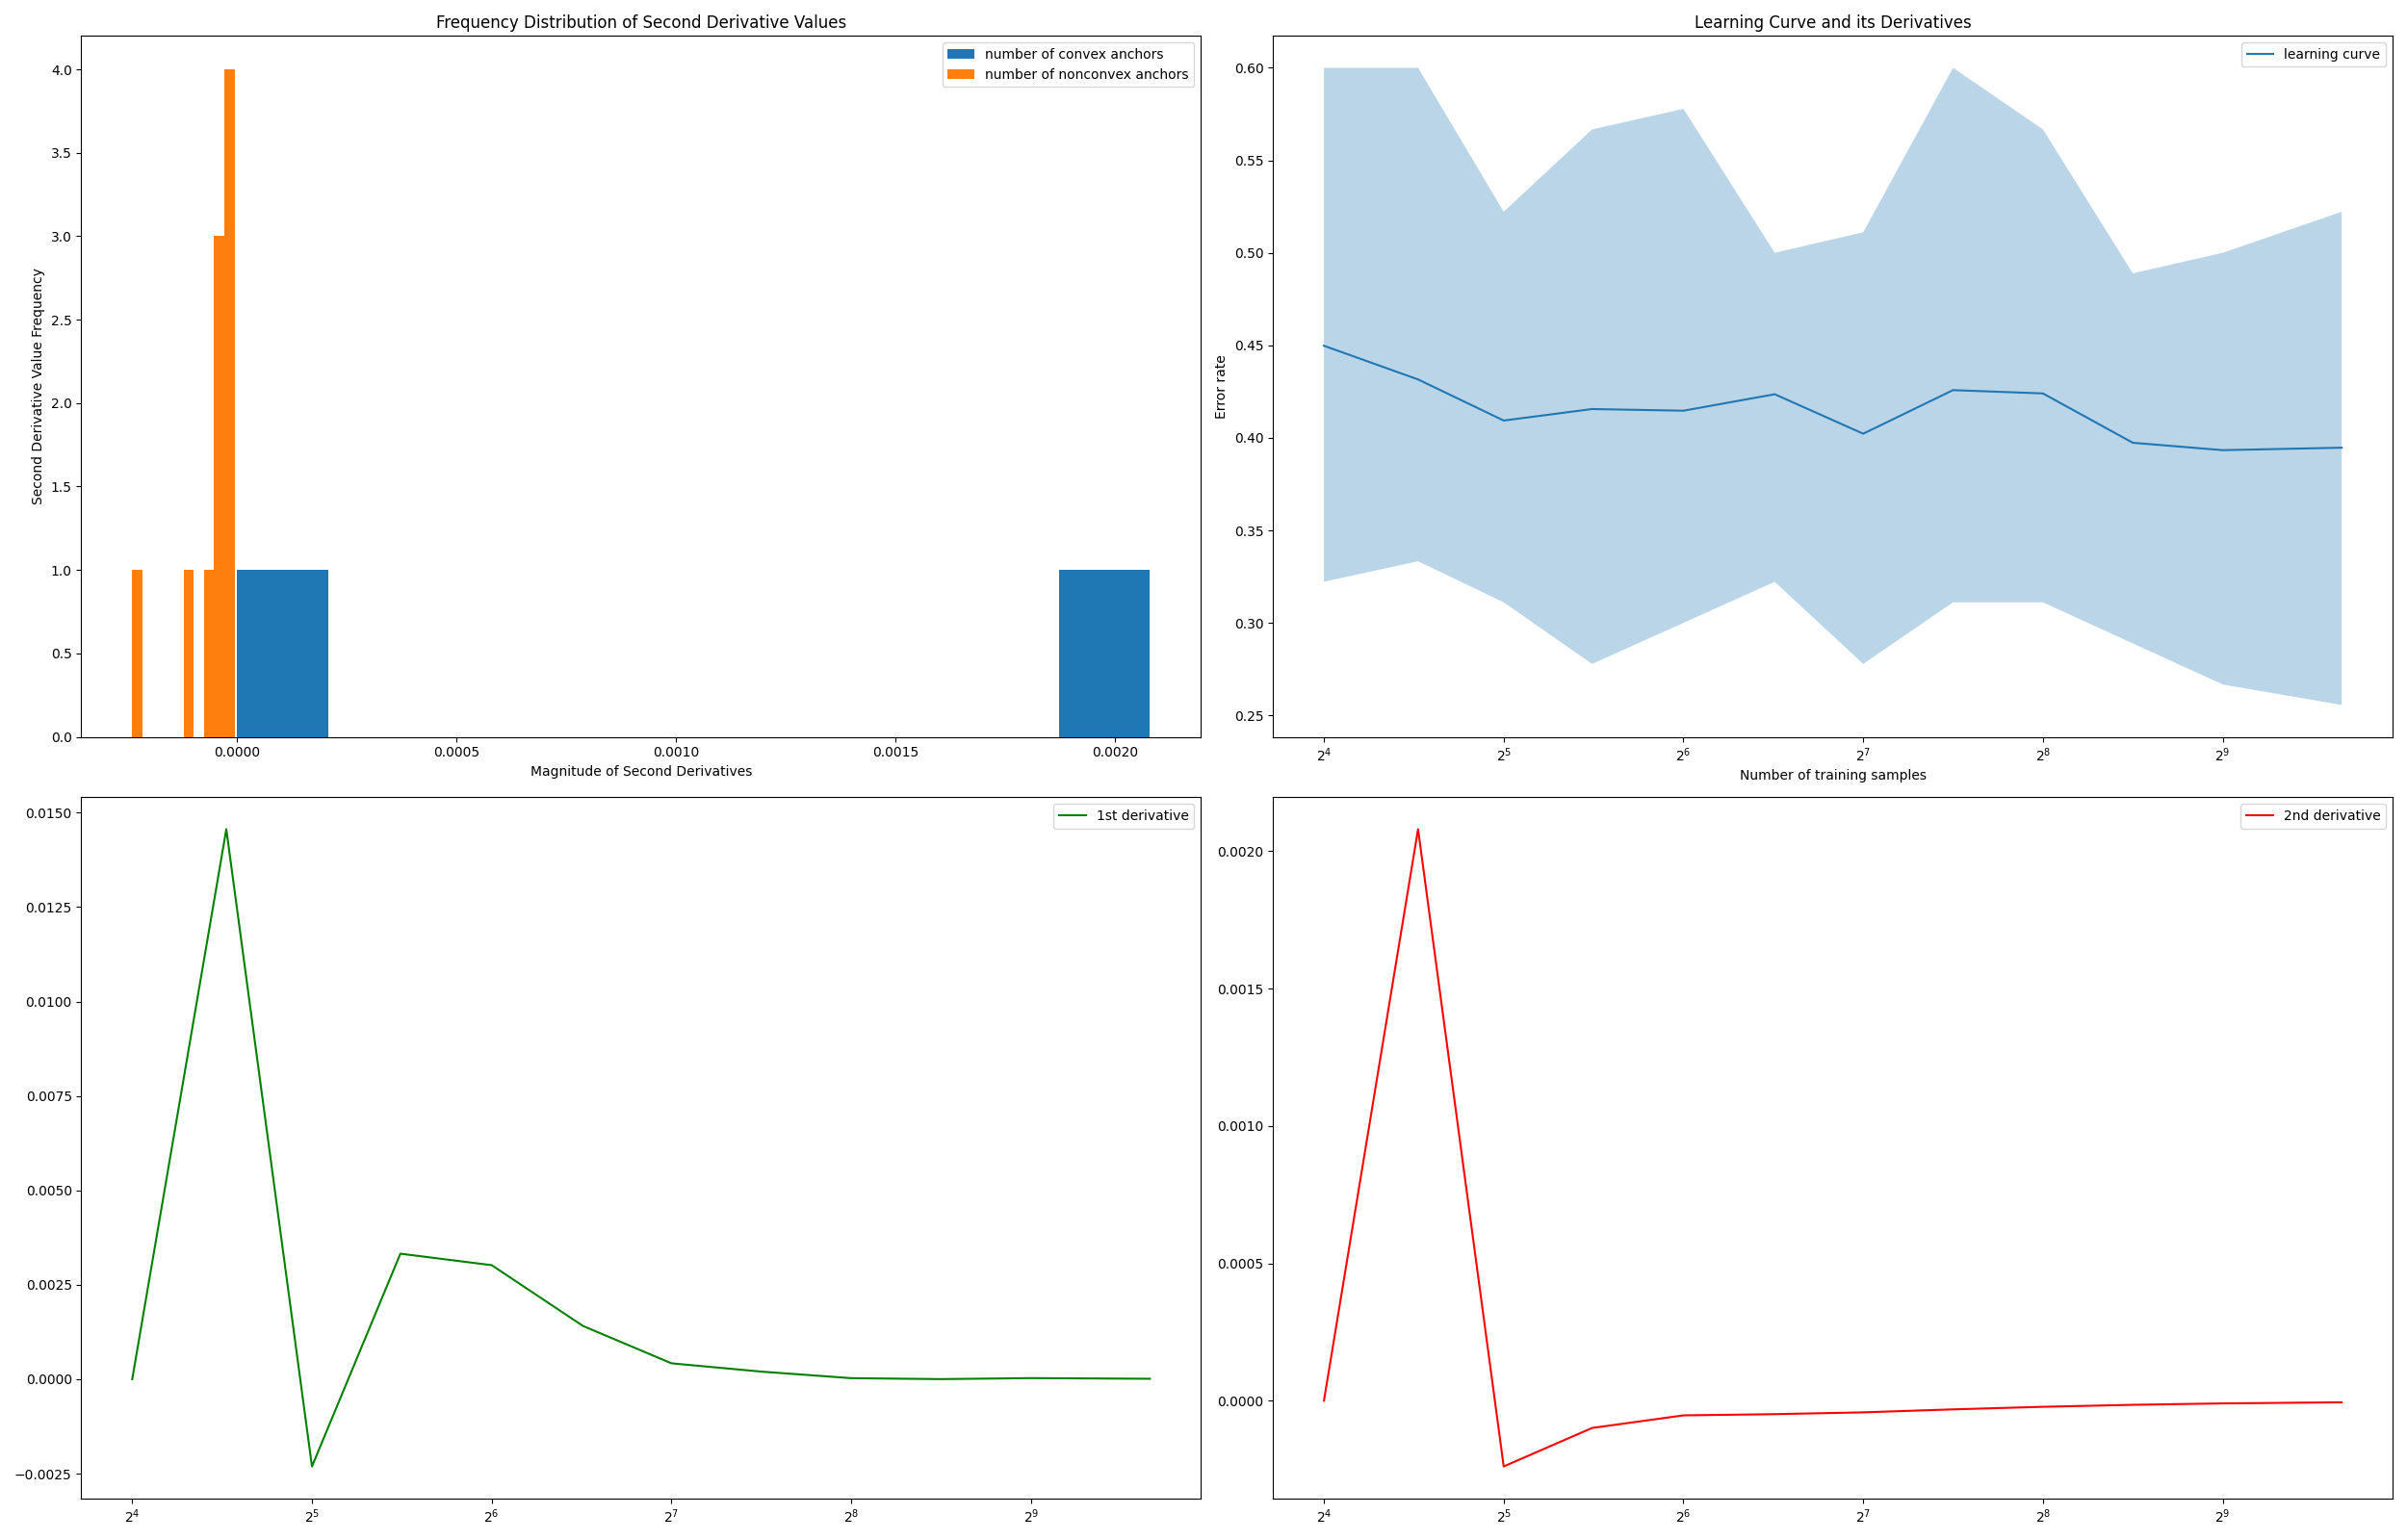 Frequency Distribution of Second Derivative Values
number of convex anchors
number of nonconvex anchors
Second Derivative Value Frequency
4.0
3.5
3.0
2.5
2.0
1.5
1.0
0.5
0.0
0.0000 0.0005 0.0010 0.0015 0.0020
Magnitude of Second Derivatives
Learning Curve and its Derivatives
learning curve
Error rate
0.60
0.55
0.50
0.45
0.40
0.35
0.30
0.25
2⁴ 2⁵ 2⁶ 2⁷ 2⁸ 2⁹
Number of training samples
1st derivative
0.0150
0.0125
0.0100
0.0075
0.0050
0.0025
0.0000
−0.0025
2⁴ 2⁵ 2⁶ 2⁷ 2⁸ 2⁹
2nd derivative
0.0020
0.0015
0.0010
0.0005
0.0000
2⁴ 2⁵ 2⁶ 2⁷ 2⁸ 2⁹